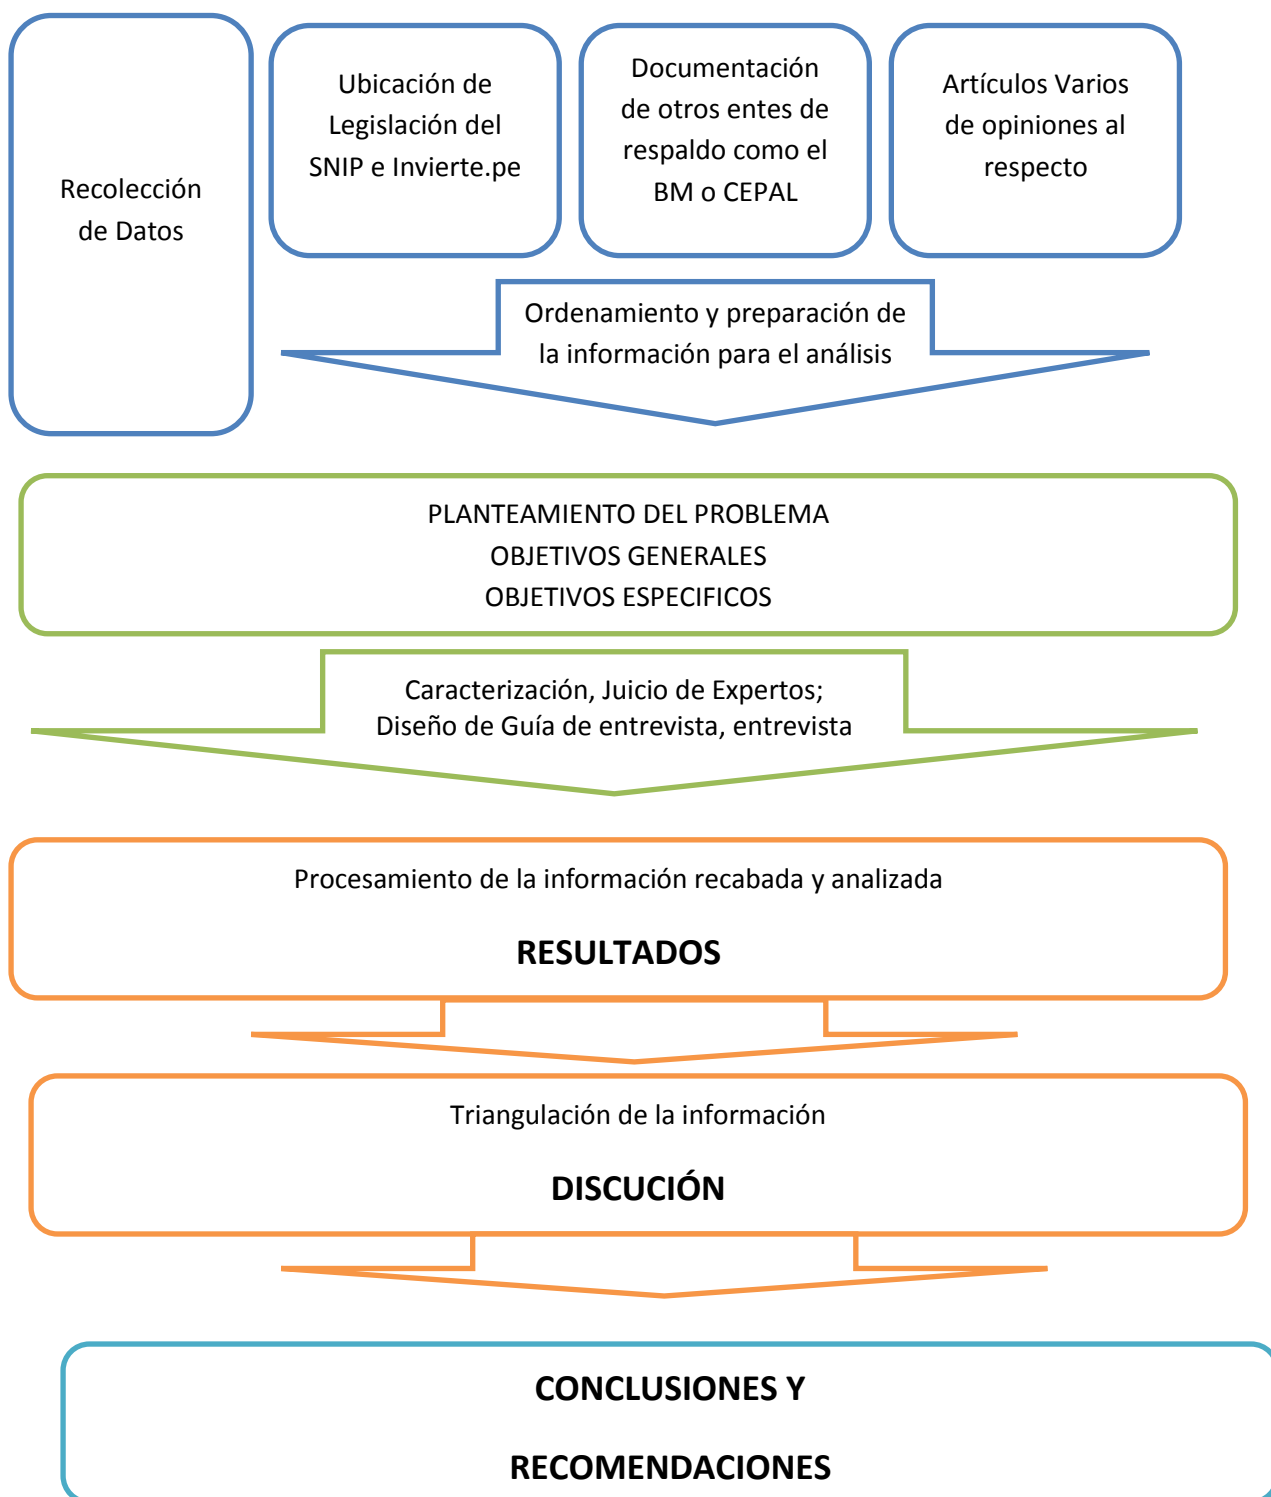 Recolección
de Datos
Ubicación de
Legislación del
SNIP e Invierte.pe
Documentación
de otros entes de
respaldo como el
BM o CEPAL
Artículos Varios
de opiniones al
respecto
Ordenamiento y preparación de
la información para el análisis
PLANTEAMIENTO DEL PROBLEMA
OBJETIVOS GENERALES
OBJETIVOS ESPECIFICOS
Caracterización, Juicio de Expertos;
Diseño de Guía de entrevista, entrevista
Procesamiento de la información recabada y analizada
RESULTADOS
Triangulación de la información
DISCUCIÓN
CONCLUSIONES Y
RECOMENDACIONES